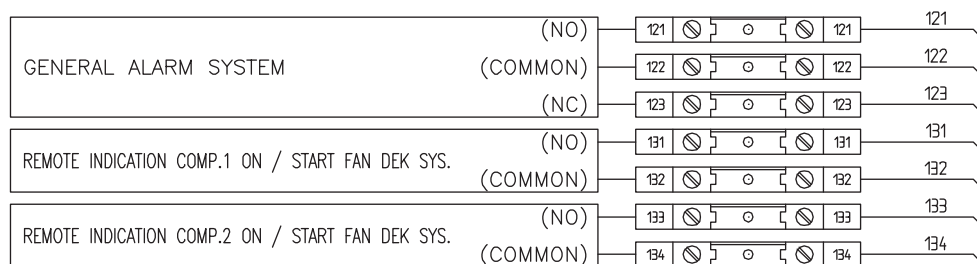 (NO) 121 121 121
GENERAL ALARM SYSTEM (COMMON) 122 122 122
(NC) 123 123 123
(NO) 131 131 131
REMOTE INDICATION COMP.1 ON / START FAN DEK SYS.
(COMMON) 132 132 132
(NO) 133 133 133
REMOTE INDICATION COMP.2 ON / START FAN DEK SYS.
(COMMON) 134 134 134